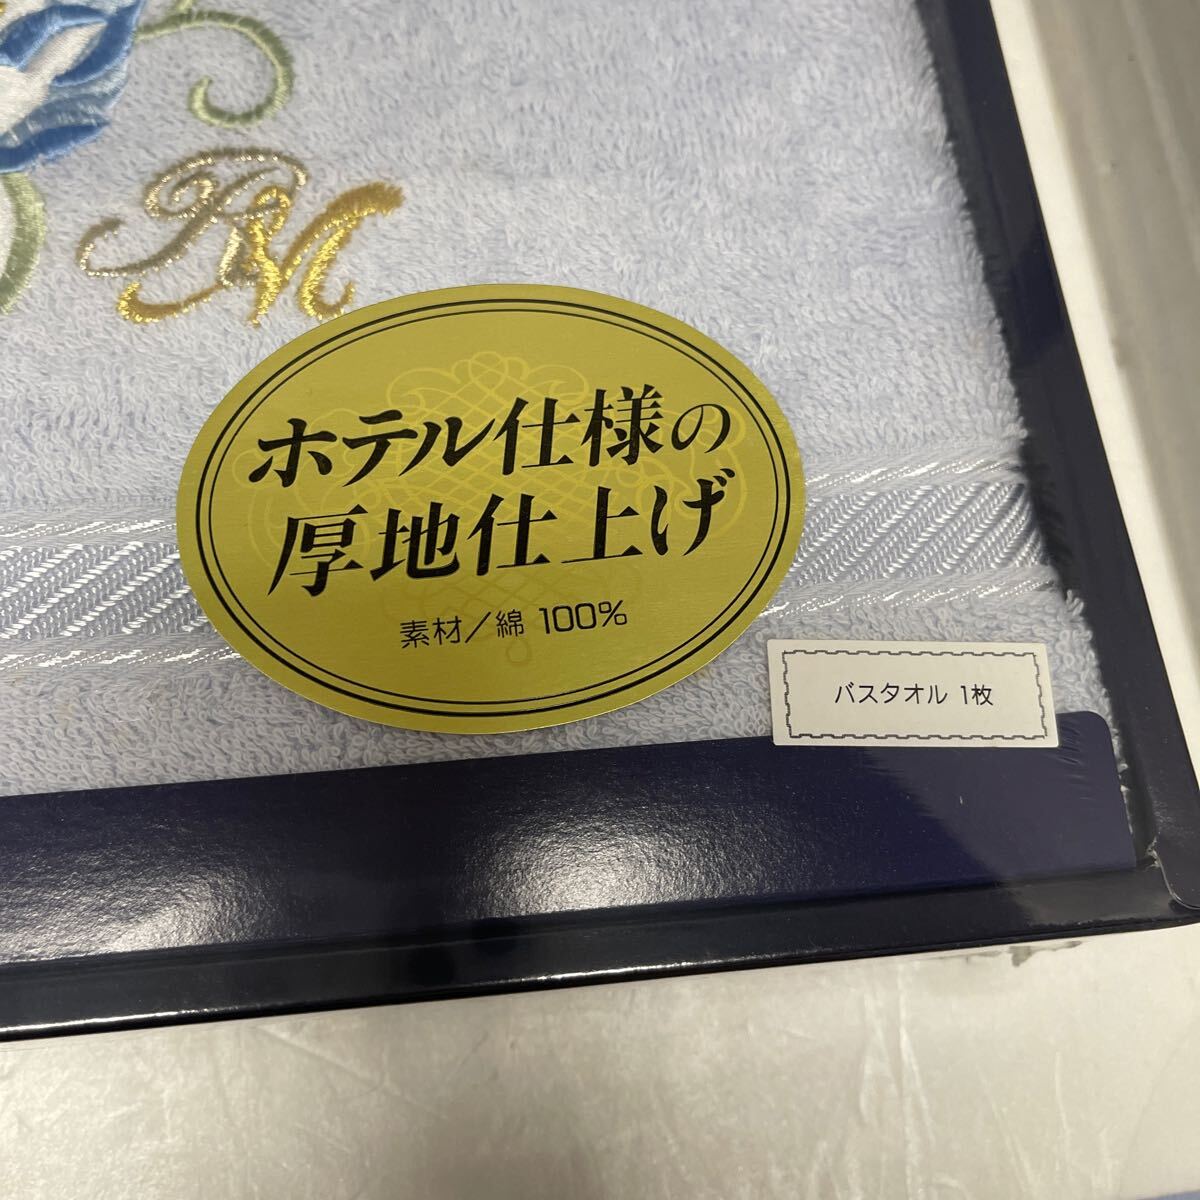 RM
ホテル仕様の
厚地仕上げ
素材/綿 100%
バスタオル 1枚